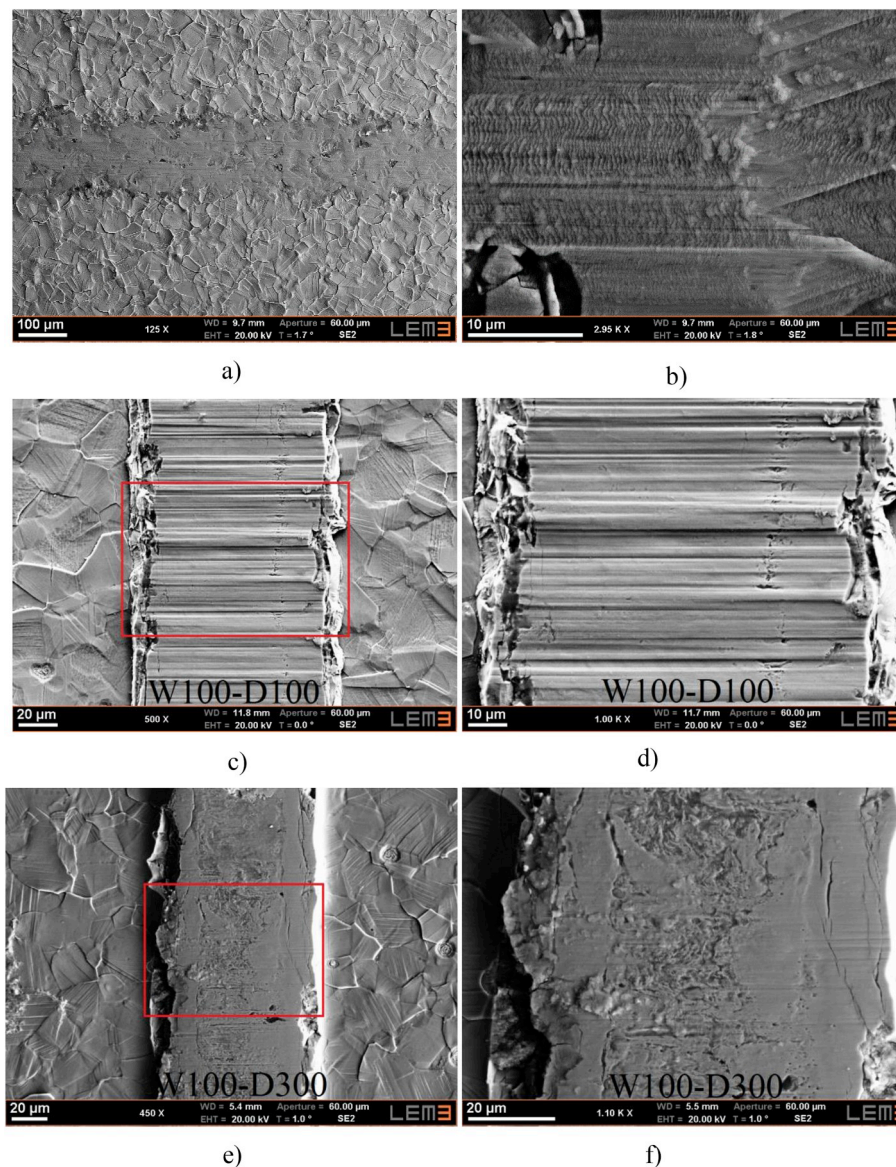 100 µm
125 X
WD = 9.7 mm Aperture = 60.00 µm
EHT = 20.00 kV T = 1.7 ° SE2
LEM3
10 µm
2.95 K X
WD = 9.7 mm Aperture = 60.00 µm
EHT = 20.00 kV T = 1.8 ° SE2
LEM3
a)
b)
W100-D100
20 µm
500 X
WD = 11.8 mm Aperture = 60.00 µm
EHT = 20.00 kV T = 0.0 ° SE2
LEM3
W100-D100
10 µm
1.00 K X
WD = 11.7 mm Aperture = 60.00 µm
EHT = 20.00 kV T = 0.0 ° SE2
LEM3
c)
d)
W100-D300
20 µm
450 X
WD = 5.4 mm Aperture = 60.00 µm
EHT = 20.00 kV T = 1.0 ° SE2
LEM3
W100-D300
20 µm
1.10 K X
WD = 5.5 mm Aperture = 60.00 µm
EHT = 20.00 kV T = 1.0 ° SE2
LEM3
e)
f)